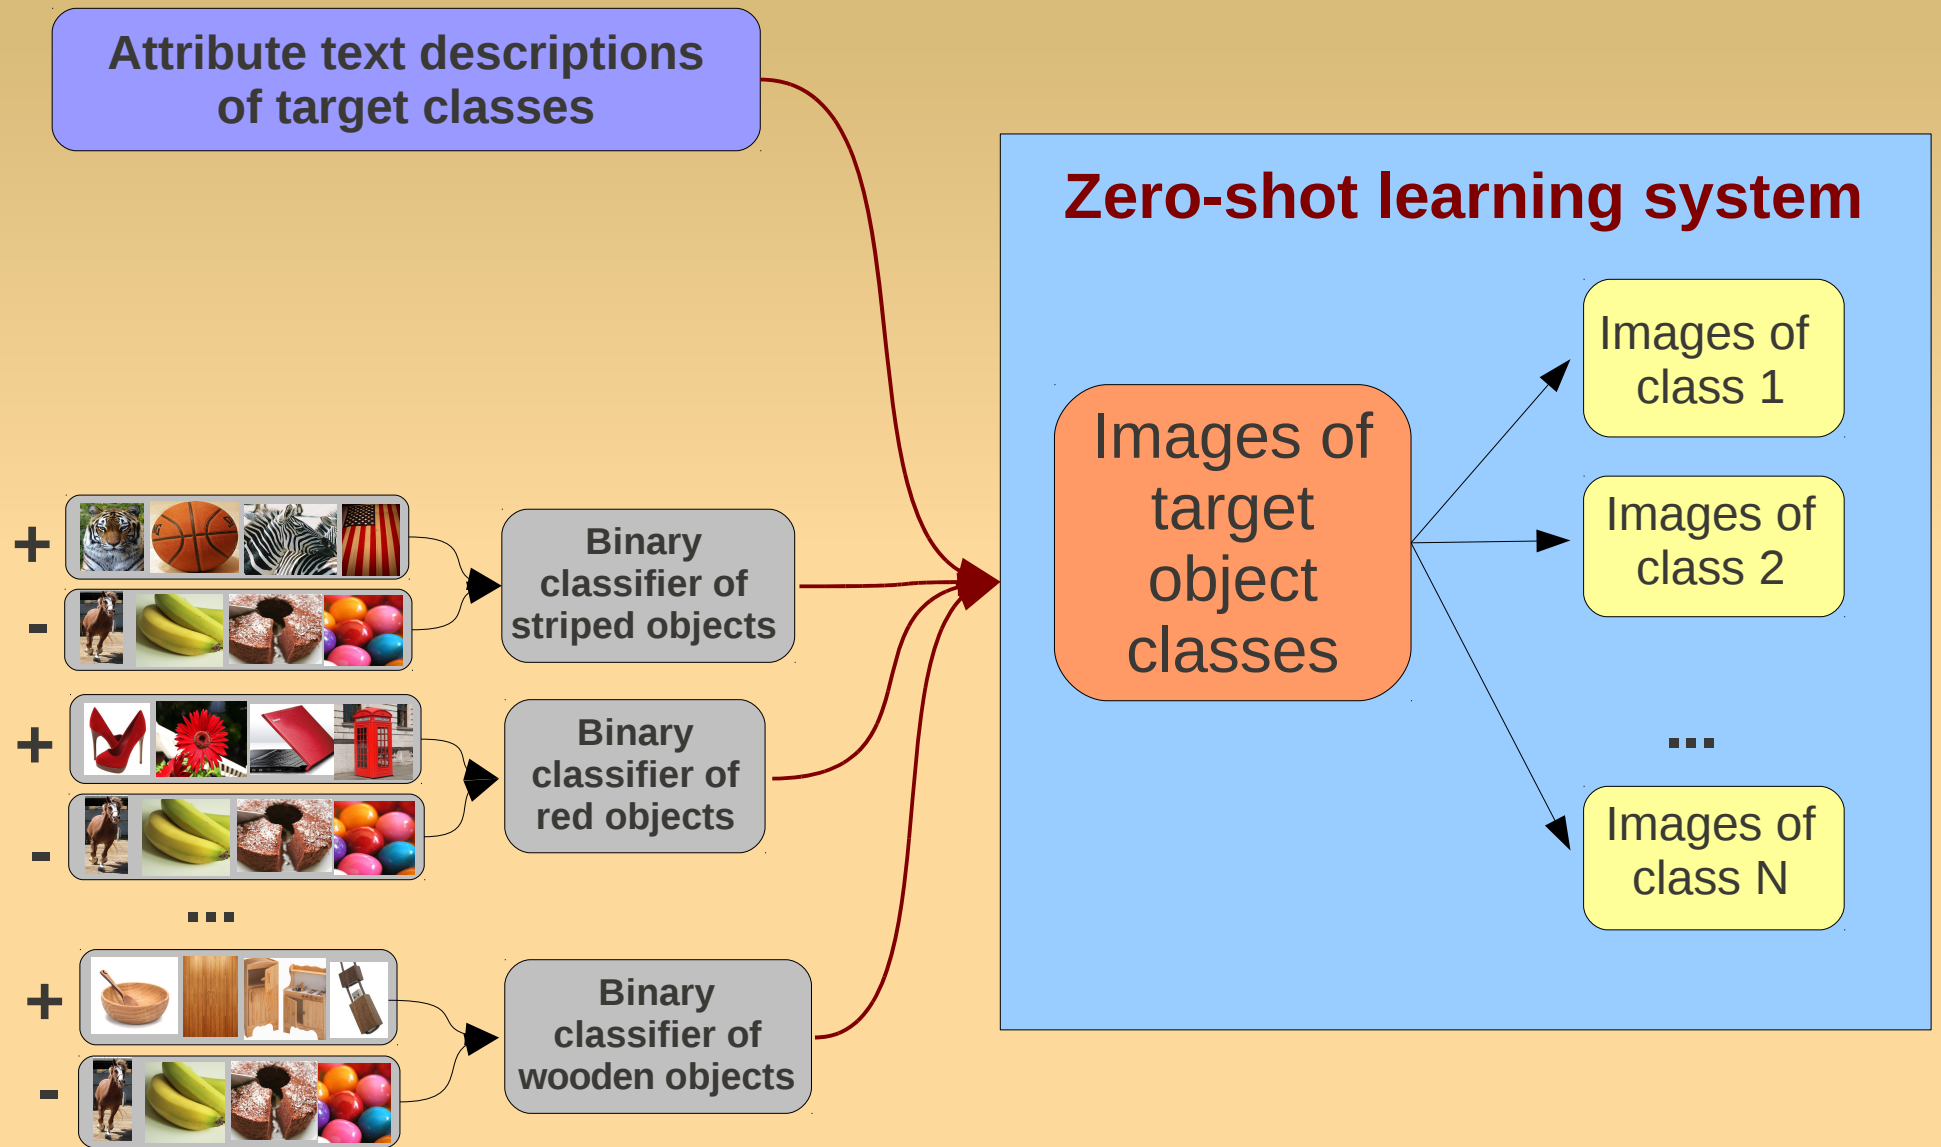 Attribute text descriptions
of target classes
Zero-shot learning system
Images of
target
object
classes
Images of
class 1
Images of
class 2
...
Images of
class N
+
-
Binary
classifier of
striped objects
+
-
Binary
classifier of
red objects
...
+
-
Binary
classifier of
wooden objects